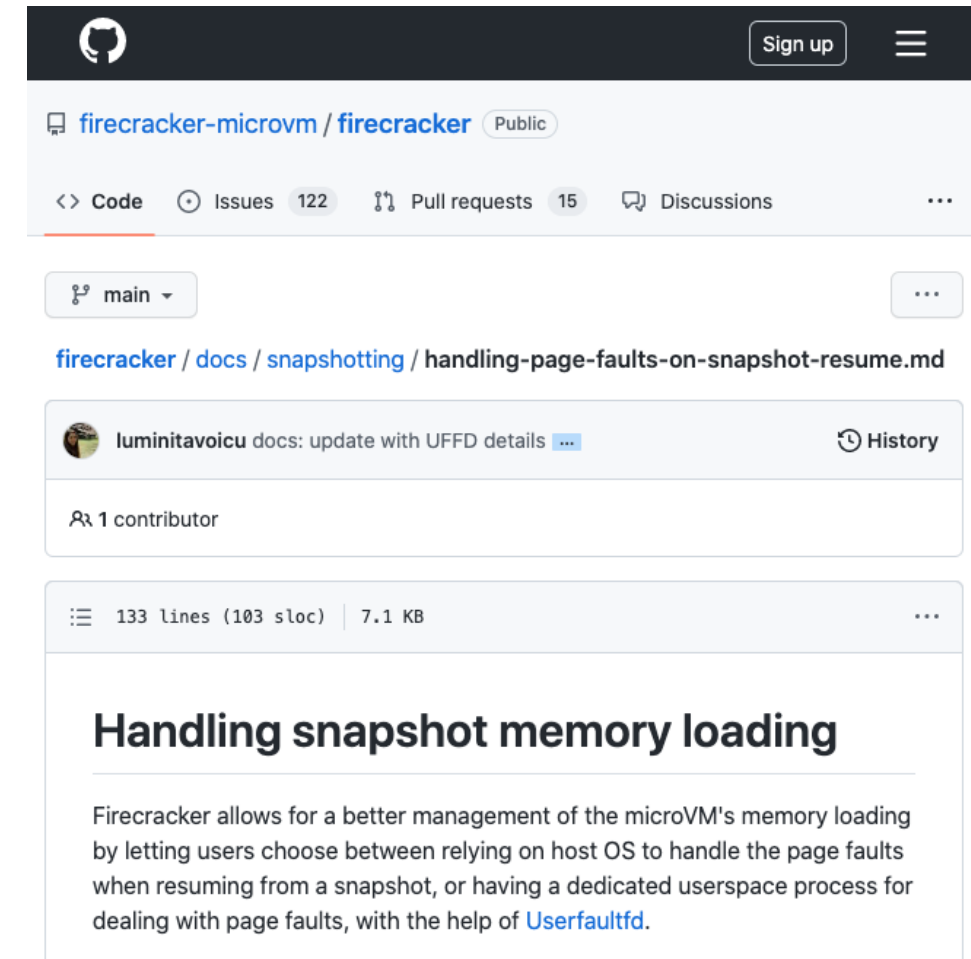 Sign up
firecracker-microvm / firecracker Public
Code Issues 122 Pull requests 15 Discussions ...
main ...
firecracker / docs / snapshotting / handling-page-faults-on-snapshot-resume.md
luminitavoicu docs: update with UFFD details ... History
1 contributor
133 lines (103 sloc) 7.1 KB ...
Handling snapshot memory loading
Firecracker allows for a better management of the microVM's memory loading
by letting users choose between relying on host OS to handle the page faults
when resuming from a snapshot, or having a dedicated userspace process for
dealing with page faults, with the help of Userfaultfd.